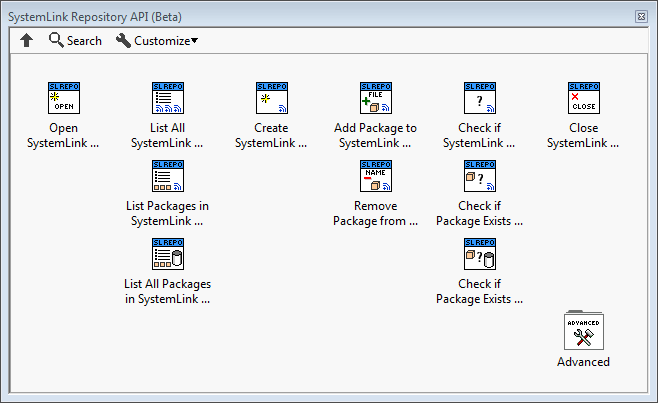 SystemLink Repository API (Beta)
Search
Customize
SLREPO
OPEN
Open
SystemLink ...
SLREPO
List All
SystemLink ...
SLREPO
Create
SystemLink ...
SLREPO
FILE
Add Package to
SystemLink ...
SLREPO
?
Check if
SystemLink ...
SLREPO
CLOSE
Close
SystemLink ...
SLREPO
List Packages in
SystemLink ...
SLREPO
NAME
Remove
Package from ...
SLREPO
?
Check if
Package Exists ...
SLREPO
List All Packages
in SystemLink ...
SLREPO
?
Check if
Package Exists ...
ADVANCED
Advanced